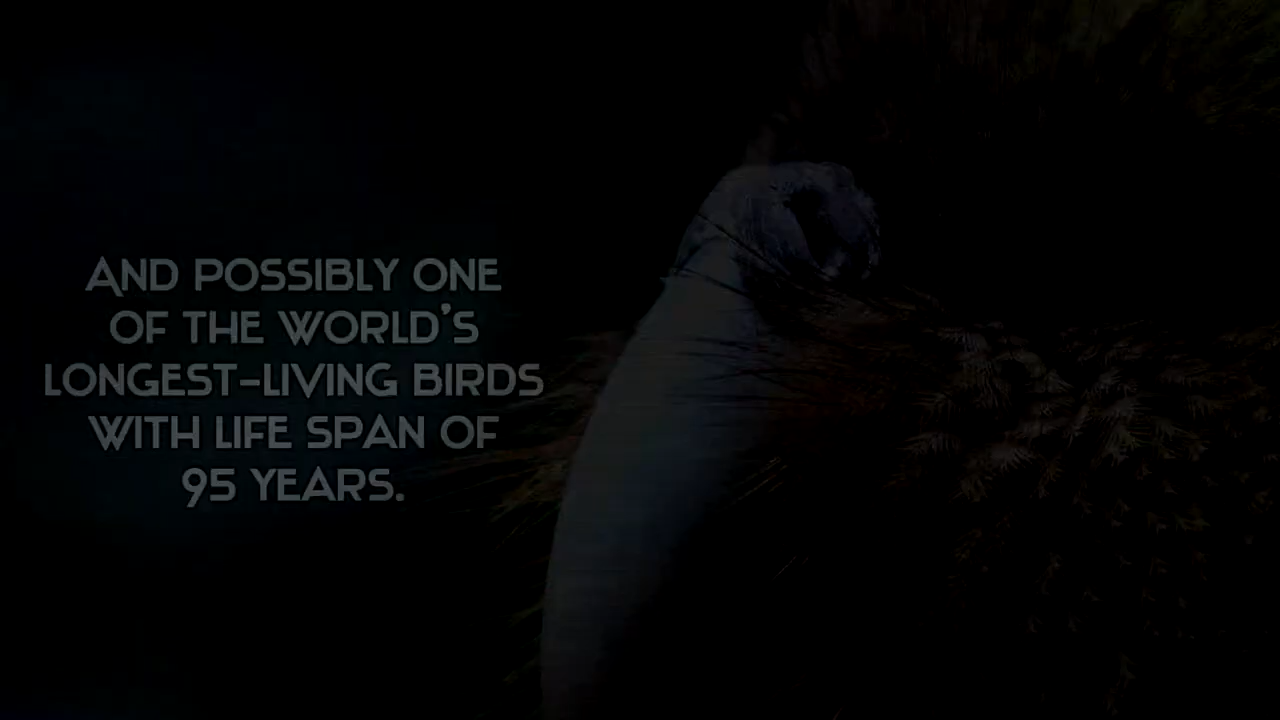 AND POSSIBLY ONE
OF THE WORLD'S
LONGEST-LIVING BIRDS
WITH LIFE SPAN OF
95 YEARS.